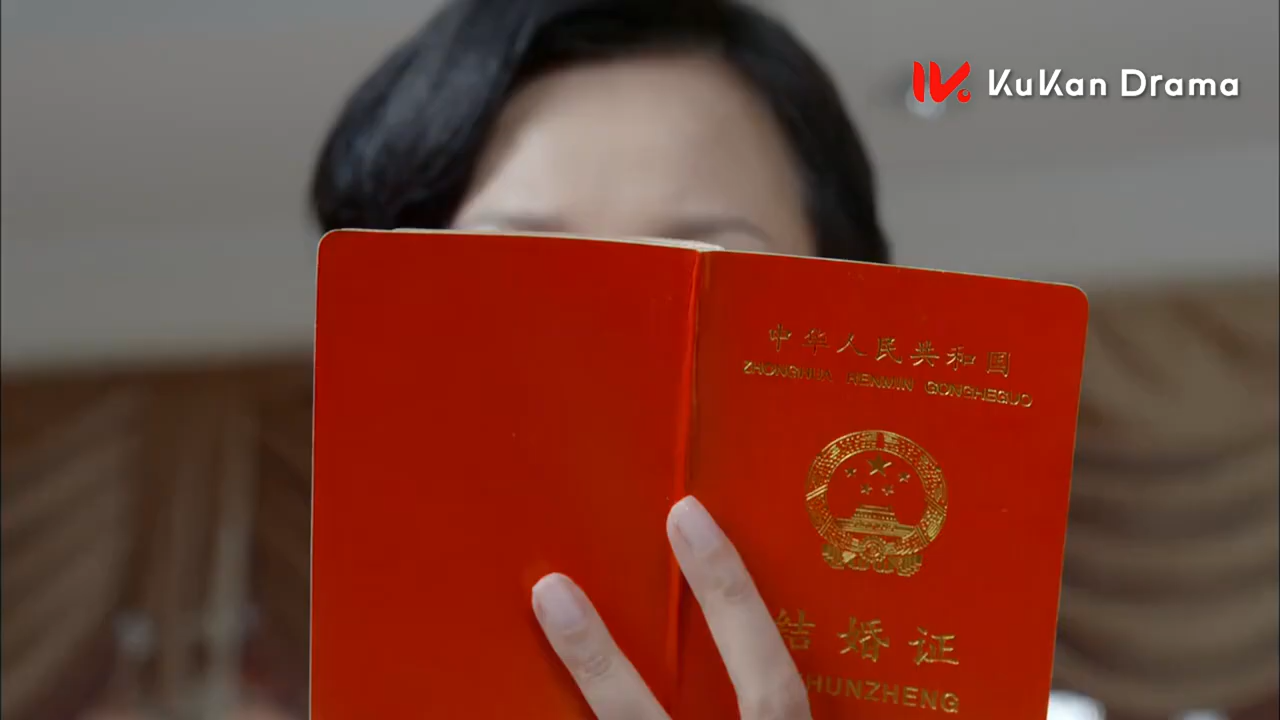 KuKan Drama
中华人民共和国
ZHONGHUA RENMIN GONGHEGUO
结婚证
HUNZHENG